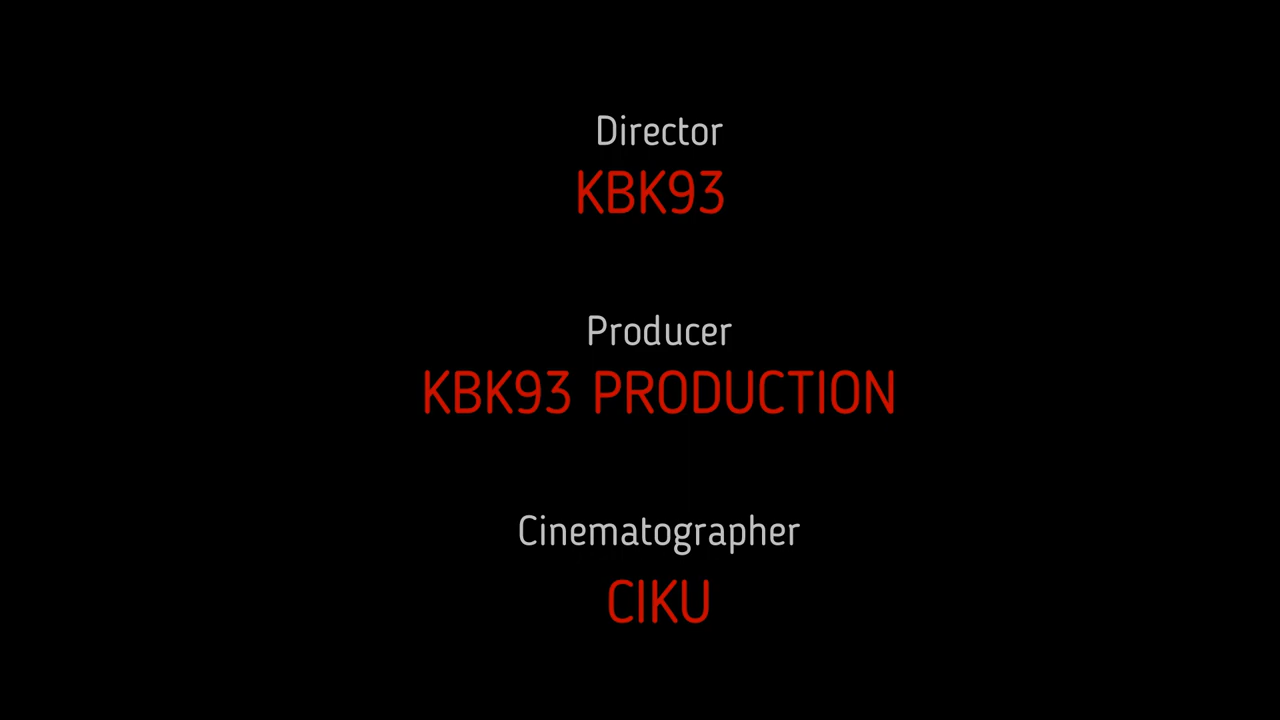 Director
KBK93
Producer
KBK93 PRODUCTION
Cinematographer
CIKU